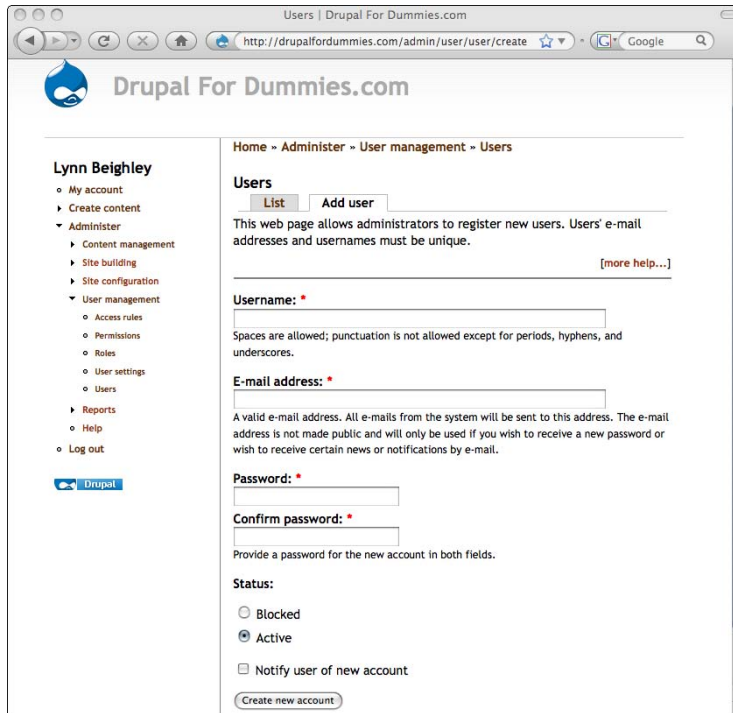 Users | Drupal For Dummies.com
http://drupalfordummies.com/admin/user/user/create
G
Google
Drupal For Dummies.com
Home » Administer » User management » Users
Lynn Beighley
My account
Create content
Administer
Content management
Site building
Site configuration
User management
Access rules
Permissions
Roles
User settings
Users
Reports
Help
Log out
Drupal
Users
List Add user
This web page allows administrators to register new users. Users' e-mail
addresses and usernames must be unique.
[more help...]
Username: *
Spaces are allowed; punctuation is not allowed except for periods, hyphens, and
underscores.
E-mail address: *
A valid e-mail address. All e-mails from the system will be sent to this address. The e-mail
address is not made public and will only be used if you wish to receive a new password or
wish to receive certain news or notifications by e-mail.
Password: *
Confirm password: *
Provide a password for the new account in both fields.
Status:
Blocked
Active
Notify user of new account
Create new account